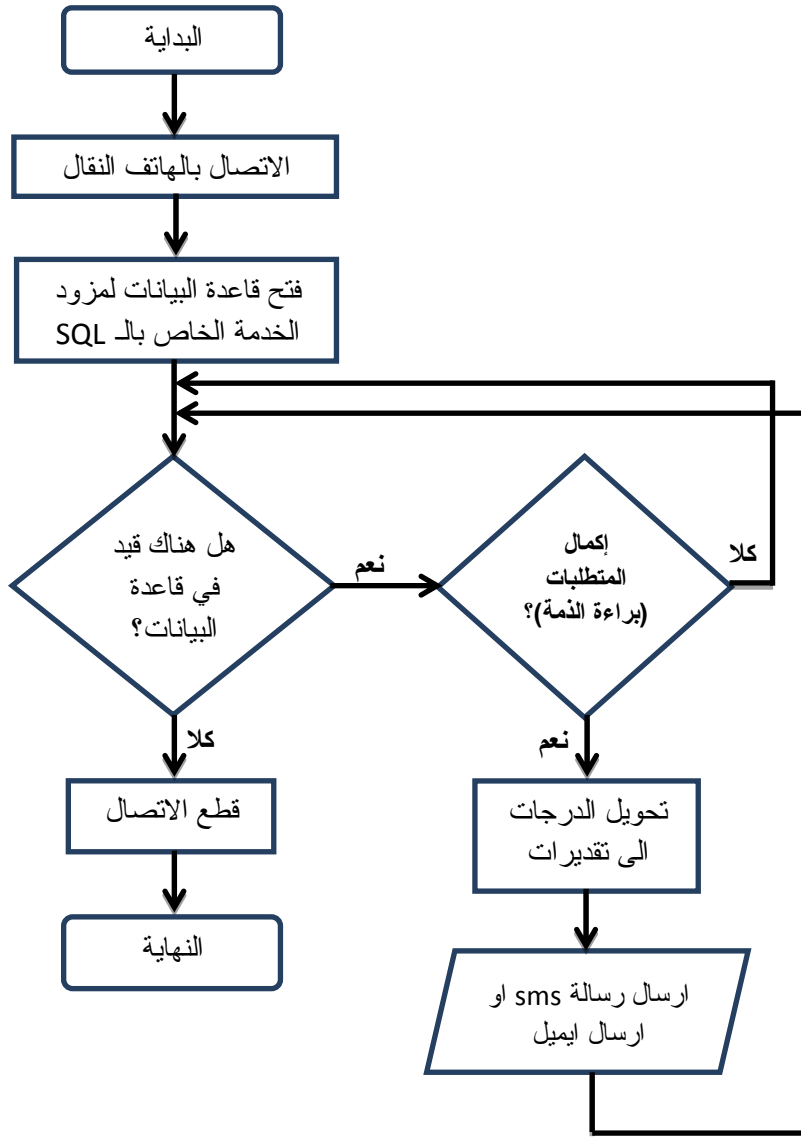 البداية
الاتصال بالهاتف النقال
فتح قاعدة البيانات لمزود
الخدمة الخاص بالـ SQL
هل هناك قيد
في قاعدة
البيانات؟
نعم
إكمال
المتطلبات
(براءة الذمة)؟
كلا
كلا
نعم
قطع الاتصال
تحويل الدرجات
الى تقديرات
النهاية
ارسال رسالة sms او
ارسال ايميل